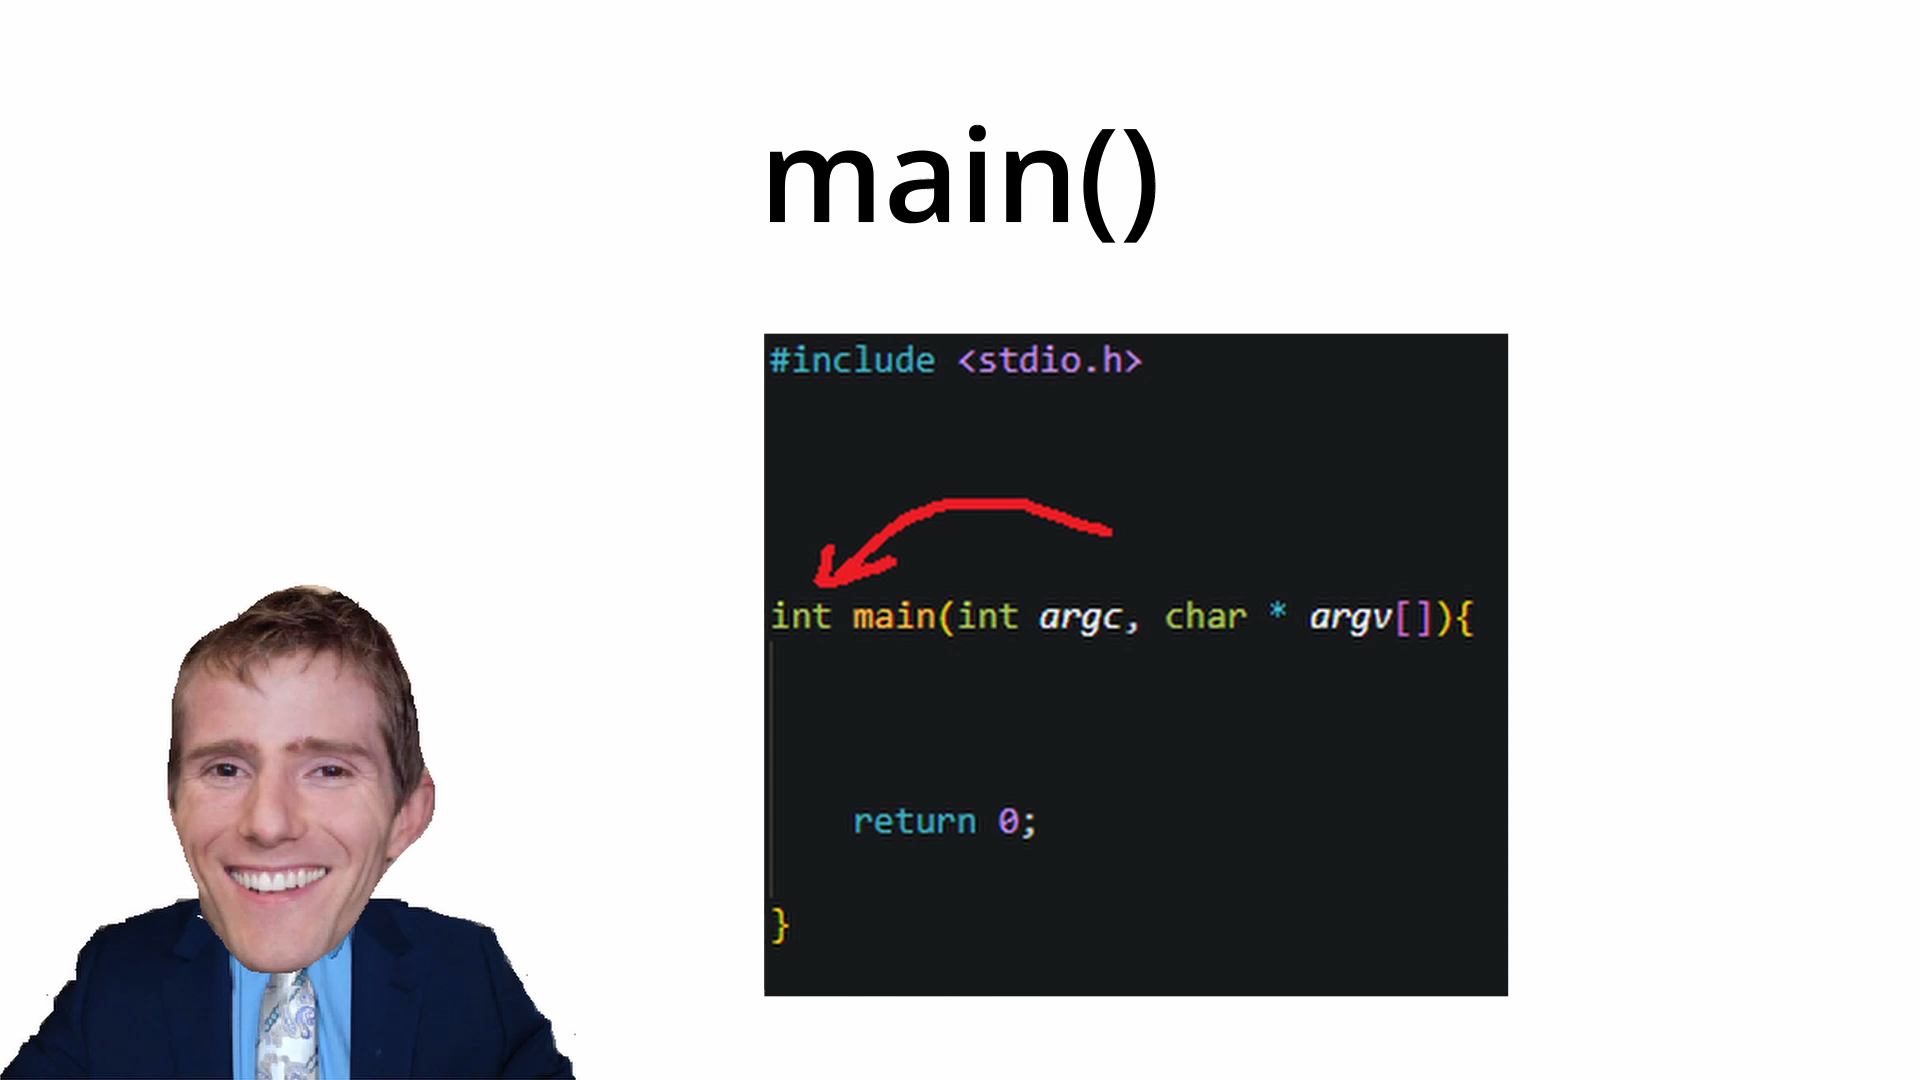 main()
#include <stdio.h>
int main(int argc, char * argv[]){
return 0;
}